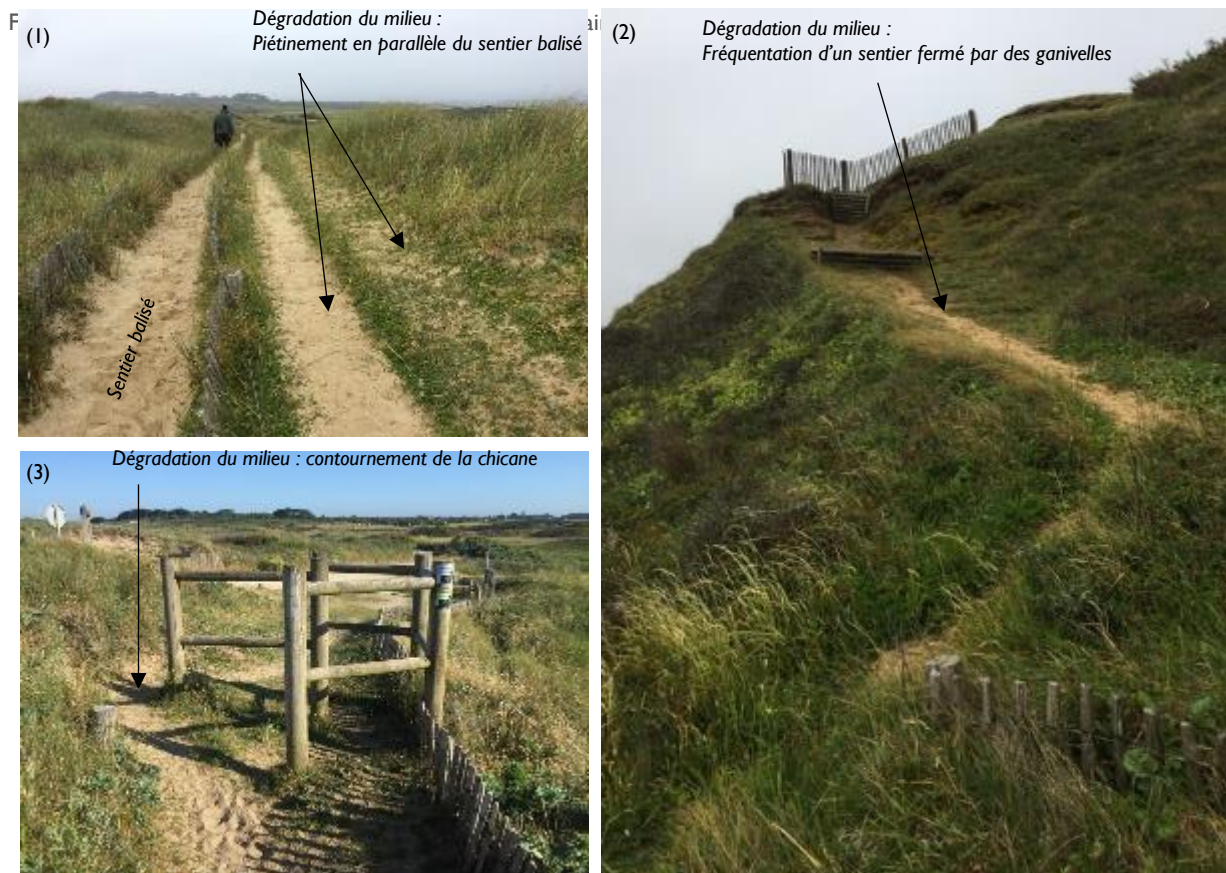 (1)
Dégradation du milieu :
Piétinement en parallèle du sentier balisé
Sentier balisé
(2)
Dégradation du milieu :
Fréquentation d’un sentier fermé par des ganivelles
(3)
Dégradation du milieu : contournement de la chicane